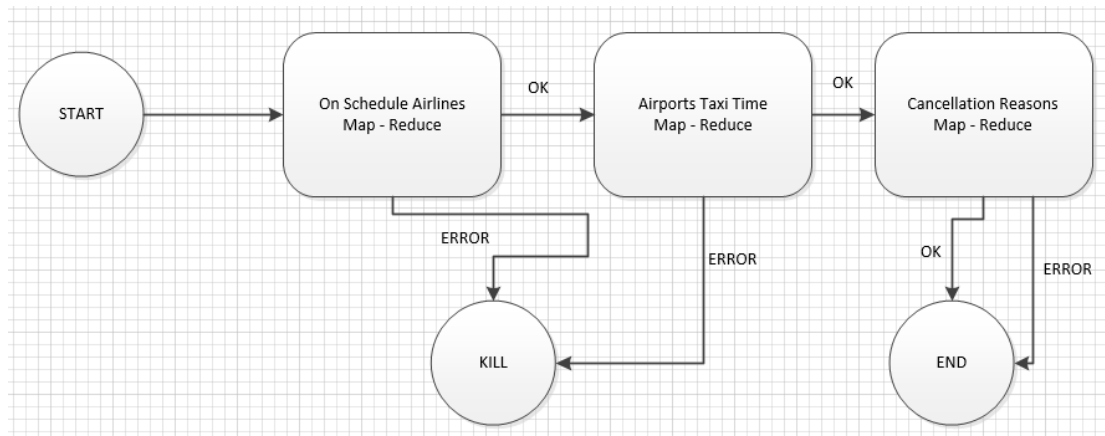 START
On Schedule Airlines
Map - Reduce
OK
Airports Taxi Time
Map - Reduce
OK
Cancellation Reasons
Map - Reduce
ERROR
ERROR
OK
ERROR
KILL
END